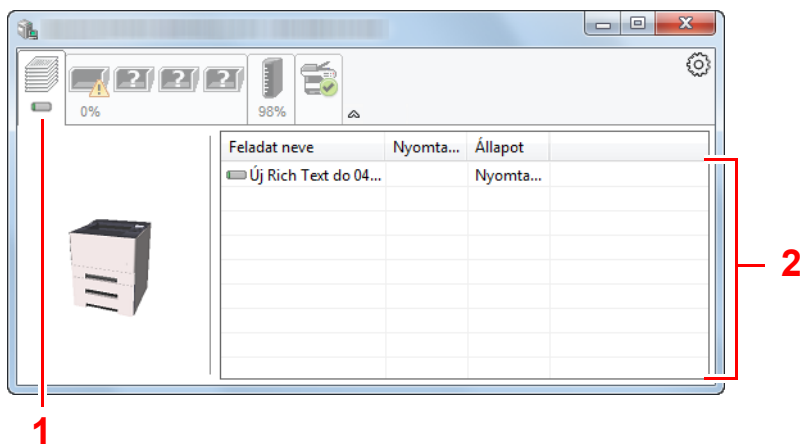 ? ? ?
0%
98%
Feladat neve Nyomta... Állapot
Új Rich Text do 04... Nyomta...
2
1